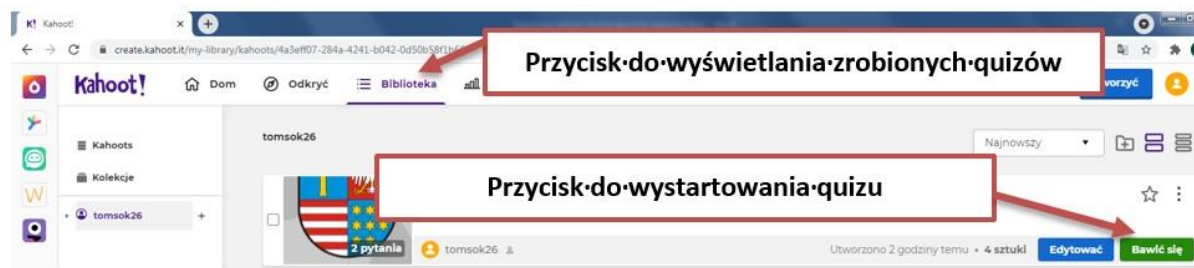 K! Kahoot!
create.kahoot.it/my-library/kahoots/4a3eff07-284a-4241-b042-0d50b58f1b
Przycisk·do·wyświetlania·zrobionych·quizów
Kahoot!
Dom
Odkryć
Biblioteka
worzyć
tomsok26
Kahoots
Najnowszy
Kolekcje
Przycisk·do·wystartowania·quizu
tomsok26
+
2 pytania
tomsok26
Utworzono 2 godziny temu • 4 sztuki
Edytować
Bawić się